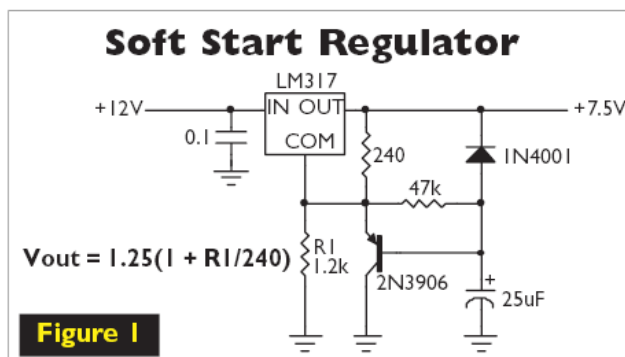 Soft Start Regulator
LM317
+12V
IN OUT
+7.5V
COM
0.1
240
1N4001
47k
Vout = 1.25(1 + R1/240)
R1
1.2k
2N3906
+
25uF
Figure 1